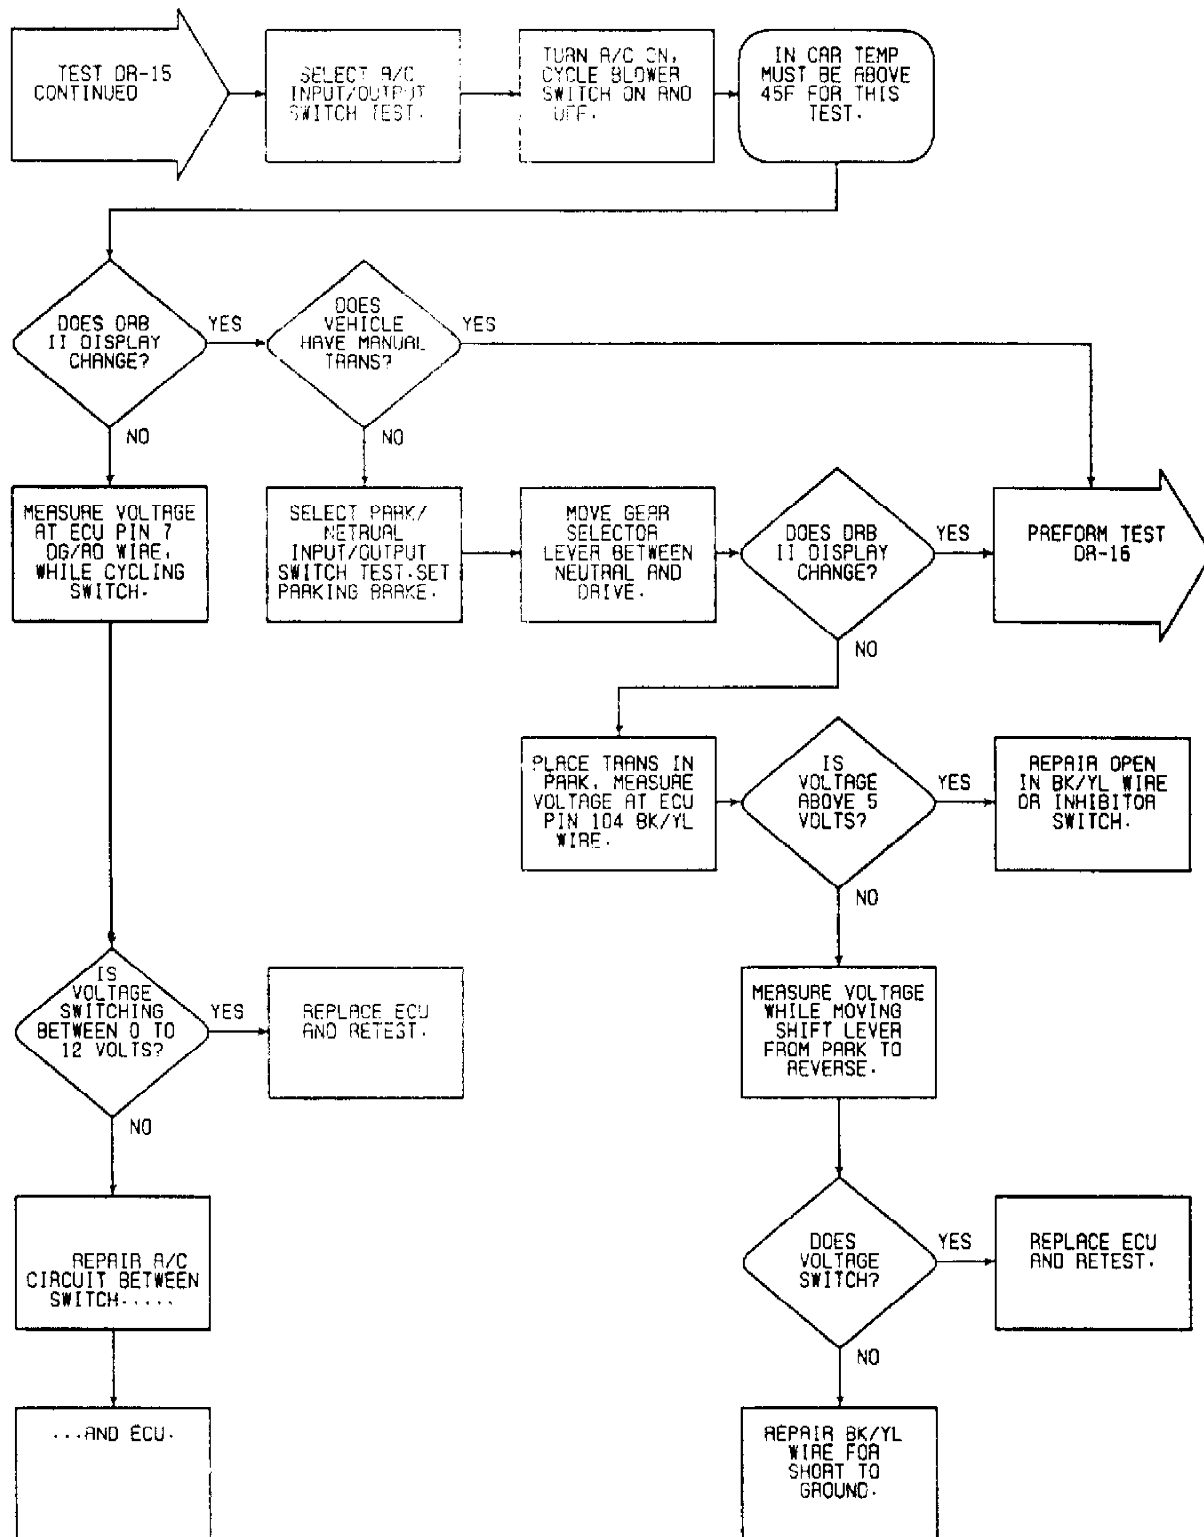 TEST DR-15
CONTINUED
SELECT A/C
INPUT/OUTPUT
SWITCH TEST.
TURN A/C ON,
CYCLE BLOWER
SWITCH ON AND
OFF.
IN CAR TEMP
MUST BE ABOVE
45F FOR THIS
TEST.
DOES DRB
II DISPLAY
CHANGE?
YES
NO
DOES
VEHICLE
HAVE MANUAL
TRANS?
YES
NO
MEASURE VOLTAGE
AT ECU PIN 7
OG/RD WIRE,
WHILE CYCLING
SWITCH.
SELECT PARK/
NETRUAL
INPUT/OUTPUT
SWITCH TEST.SET
PARKING BRAKE.
MOVE GEAR
SELECTOR
LEVER BETWEEN
NEUTRAL AND
DRIVE.
DOES DRB
II DISPLAY
CHANGE?
YES
NO
PREFORM TEST
DR-16
PLACE TRANS IN
PARK. MEASURE
VOLTAGE AT ECU
PIN 104 BK/YL
WIRE.
IS
VOLTAGE
ABOVE 5
VOLTS?
YES
NO
REPAIR OPEN
IN BK/YL WIRE
OR INHIBITOR
SWITCH.
IS
VOLTAGE
SWITCHING
BETWEEN 0 TO
12 VOLTS?
YES
NO
REPLACE ECU
AND RETEST.
MEASURE VOLTAGE
WHILE MOVING
SHIFT LEVER
FROM PARK TO
REVERSE.
REPAIR A/C
CIRCUIT BETWEEN
SWITCH.....
DOES
VOLTAGE
SWITCH?
YES
NO
REPLACE ECU
AND RETEST.
...AND ECU.
REPAIR BK/YL
WIRE FOR
SHORT TO
GROUND.